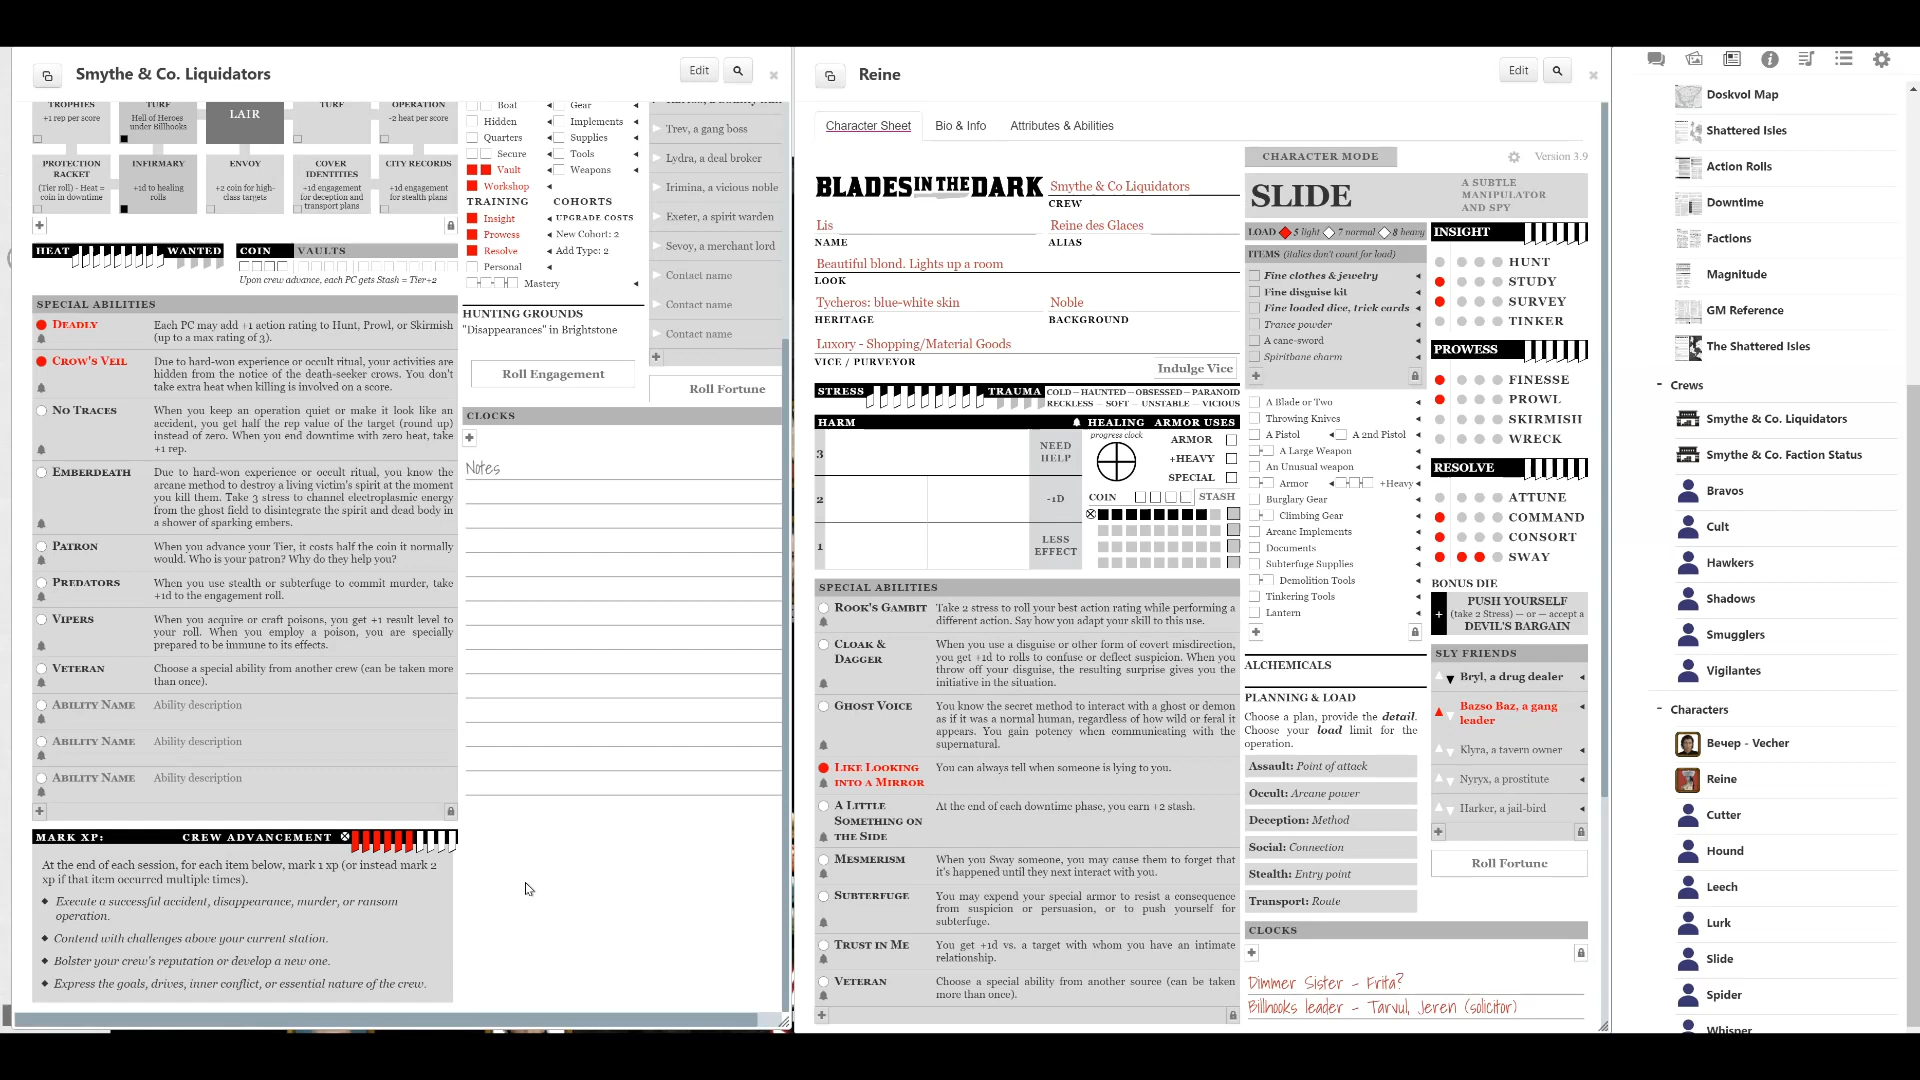 Smythe & Co. Liquidators
Edit
TROPHIES
+1 rep per score
TURF
Hell of Heroes
under Billhooks
LAIR
TURF
OPERATION
-2 heat per score
PROTECTION
RACKET
(Tier roll) - Heat =
coin in downtime
INFIRMARY
+1d to healing
rolls
ENVOY
+2 coin for high-
class targets
COVER
IDENTITIES
+1d engagement
for deception and
transport plans
CITY RECORDS
+1d engagement
for stealth plans
HEAT
WANTED
COIN
VAULTS
Upon crew advance, each PC gets Stash = Tier+2
SPECIAL ABILITIES
DEADLY
Each PC may add +1 action rating to Hunt, Prowl, or Skirmish
(up to a max rating of 3).
CROW'S VEIL
Due to hard-won experience or occult ritual, your activities are
hidden from the notice of the death-seeker crows. You don't
take extra heat when killing is involved on a score.
NO TRACES
When you keep an operation quiet or make it look like an
accident, you get half the rep value of the target (round up)
instead of zero. When you end downtime with zero heat, take
+1 rep.
EMBERDEATH
Due to hard-won experience or occult ritual, you know the
arcane method to destroy a living victim's spirit at the moment
you kill them. Take 3 stress to channel electroplasmic energy
from the ghost field to disintegrate the spirit and dead body in
a shower of sparking embers.
PATRON
When you advance your Tier, it costs half the coin it normally
would. Who is your patron? Why do they help you?
PREDATORS
When you use stealth or subterfuge to commit murder, take
+1d to the engagement roll.
VIPERS
When you acquire or craft poisons, you get +1 result level to
your roll. When you employ a poison, you are specially
prepared to be immune to its effects.
VETERAN
Choose a special ability from another crew (can be taken more
than once).
ABILITY NAME
Ability description
ABILITY NAME
Ability description
ABILITY NAME
Ability description
MARK XP:
CREW ADVANCEMENT
At the end of each session, for each item below, mark 1 xp (or instead mark 2
xp if that item occurred multiple times).
Execute a successful accident, disappearance, murder, or ransom
operation.
Contend with challenges above your current station.
Bolster your crew's reputation or develop a new one.
Express the goals, drives, inner conflict, or essential nature of the crew.
Boat
Hidden
Quarters
Secure
Vault
Workshop
TRAINING
Insight
Prowess
Resolve
Personal
Mastery
Gear
Implements
Supplies
Tools
Weapons
COHORTS
UPGRADE COSTS
New Cohort: 2
Add Type: 2
HUNTING GROUNDS
"Disappearances" in Brightstone
Roll Engagement
Trev, a gang boss
Lydra, a deal broker
Irimina, a vicious noble
Exeter, a spirit warden
Sevoy, a merchant lord
Contact name
Contact name
Contact name
Roll Fortune
CLOCKS
Notes
Reine
Edit
Character Sheet
Bio & Info
Attributes & Abilities
BLADES IN THE DARK
Smythe & Co Liquidators
CREW
Lis
NAME
Reine des Glaces
ALIAS
Beautiful blond. Lights up a room
LOOK
Tycheros: blue-white skin
HERITAGE
Noble
BACKGROUND
Luxory - Shopping/Material Goods
VICE / PURVEYOR
Indulge Vice
STRESS
TRAUMA
COLD — HAUNTED — OBSESSED — PARANOID
RECKLESS — SOFT — UNSTABLE — VICIOUS
HARM
3
NEED
HELP
2
-1D
1
LESS
EFFECT
HEALING
progress clock
ARMOR USES
ARMOR
+HEAVY
SPECIAL
COIN
STASH
SPECIAL ABILITIES
ROOK'S GAMBIT
Take 2 stress to roll your best action rating while performing a
different action. Say how you adapt your skill to this use.
CLOAK &
DAGGER
When you use a disguise or other form of covert misdirection,
you get +1d to rolls to confuse or deflect suspicion. When you
throw off your disguise, the resulting surprise gives you the
initiative in the situation.
GHOST VOICE
You know the secret method to interact with a ghost or demon
as if it was a normal human, regardless of how wild or feral it
appears. You gain potency when communicating with the
supernatural.
LIKE LOOKING
INTO A MIRROR
You can always tell when someone is lying to you.
A LITTLE
SOMETHING ON
THE SIDE
At the end of each downtime phase, you earn +2 stash.
MESMERISM
When you Sway someone, you may cause them to forget that
it's happened until they next interact with you.
SUBTERFUGE
You may expend your special armor to resist a consequence
from suspicion or persuasion, or to push yourself for
subterfuge.
TRUST IN ME
You get +1d vs. a target with whom you have an intimate
relationship.
VETERAN
Choose a special ability from another source (can be taken
more than once).
CHARACTER MODE
Version 3.9
SLIDE
A SUBTLE
MANIPULATOR
AND SPY
LOAD
5 light
7 normal
8 heavy
ITEMS (italics don't count for load)
Fine clothes & jewelry
Fine disguise kit
Fine loaded dice, trick cards
Trance powder
A cane-sword
Spiritbane charm
A Blade or Two
Throwing Knives
A Pistol
A 2nd Pistol
A Large Weapon
An Unusual weapon
Armor
+Heavy
Burglary Gear
Climbing Gear
Arcane Implements
Documents
Subterfuge Supplies
Demolition Tools
Tinkering Tools
Lantern
ALCHEMICALS
PLANNING & LOAD
Choose a plan, provide the detail.
Choose your load limit for the
operation.
Assault: Point of attack
Occult: Arcane power
Deception: Method
Social: Connection
Stealth: Entry point
Transport: Route
CLOCKS
Dimmer Sister - Frita?
Billhooks leader - Tarvul, Jeren (solicitor)
INSIGHT
HUNT
STUDY
SURVEY
TINKER
PROWESS
FINESSE
PROWL
SKIRMISH
WRECK
RESOLVE
ATTUNE
COMMAND
CONSORT
SWAY
BONUS DIE
+
PUSH YOURSELF
(take 2 Stress) — or — accept a
DEVIL'S BARGAIN
SLY FRIENDS
Bryl, a drug dealer
Bazso Baz, a gang
leader
Klyra, a tavern owner
Nyryx, a prostitute
Harker, a jail-bird
Roll Fortune
Doskvol Map
Shattered Isles
Action Rolls
Downtime
Factions
Magnitude
GM Reference
The Shattered Isles
Crews
Smythe & Co. Liquidators
Smythe & Co. Faction Status
Bravos
Cult
Hawkers
Shadows
Smugglers
Vigilantes
Characters
Вечер - Vecher
Reine
Cutter
Hound
Leech
Lurk
Slide
Spider
Whisper